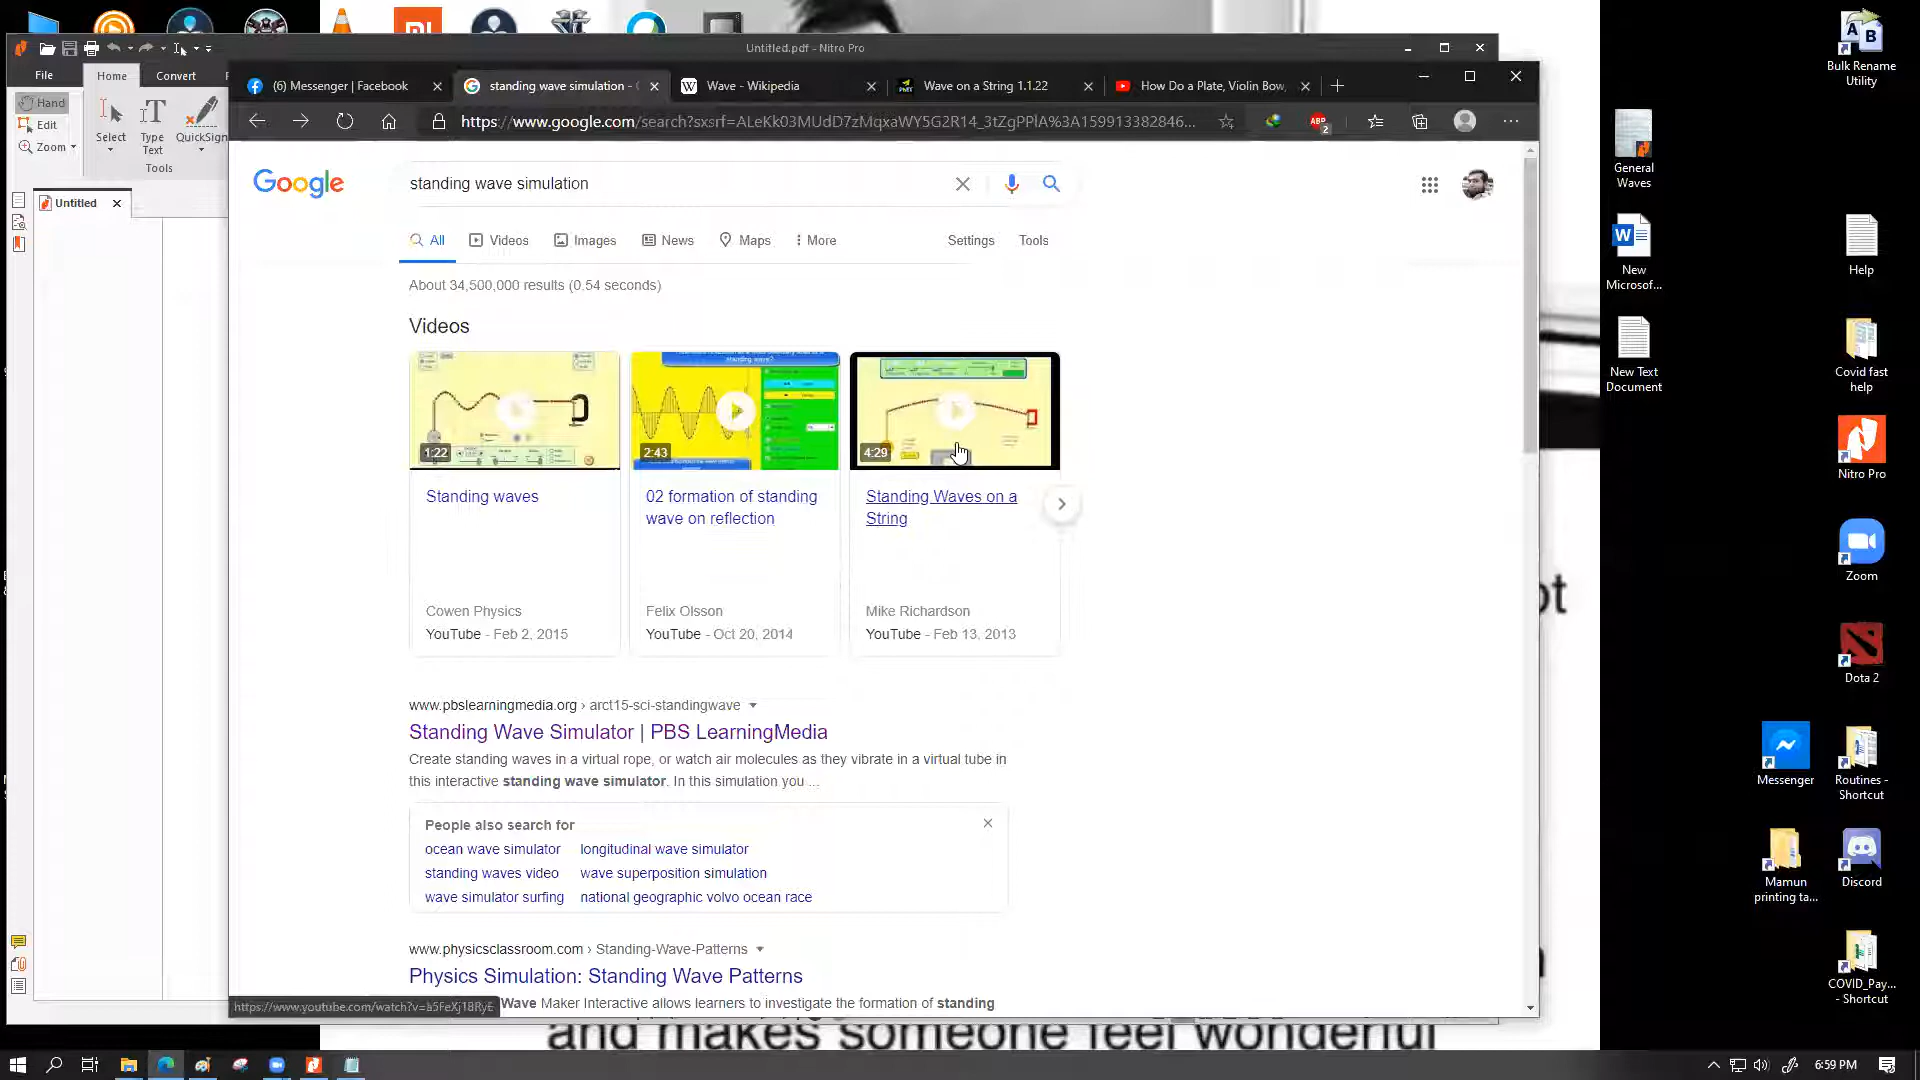 Untitled.pdf - Nitro Pro
File
Home
Convert
Hand
Edit
Zoom
Select
Type
Text
QuickSign
Tools
Untitled
(6) Messenger | Facebook
standing wave simulation -
Wave - Wikipedia
Wave on a String 1.1.22
How Do a Plate, Violin Bow,
https://www.google.com/search?sxsrf=ALeKk03MUdD7zMqxaWY5G2R14_3tZgPPlA%3A159913382846...
ABP
2
Google
standing wave simulation
All
Videos
Images
News
Maps
More
Settings
Tools
About 34,500,000 results (0.54 seconds)
Videos
1:22
2:43
4:29
Standing waves
02 formation of standing
wave on reflection
Standing Waves on a
String
Cowen Physics
YouTube - Feb 2, 2015
Felix Olsson
YouTube - Oct 20, 2014
Mike Richardson
YouTube - Feb 13, 2013
www.pbslearningmedia.org › arct15-sci-standingwave
Standing Wave Simulator | PBS LearningMedia
Create standing waves in a virtual rope, or watch air molecules as they vibrate in a virtual tube in
this interactive standing wave simulator. In this simulation you ...
People also search for
ocean wave simulator
longitudinal wave simulator
standing waves video
wave superposition simulation
wave simulator surfing
national geographic volvo ocean race
www.physicsclassroom.com › Standing-Wave-Patterns
Physics Simulation: Standing Wave Patterns
Wave Maker Interactive allows learners to investigate the formation of standing
and makes someone feel wonderful
Bulk Rename
Utility
General
Waves
New
Microsof...
Help
New Text
Document
Covid fast
help
Nitro Pro
Zoom
Dota 2
Messenger
Routines -
Shortcut
Mamun
printing ta...
Discord
COVID_Pay...
- Shortcut
6:59 PM